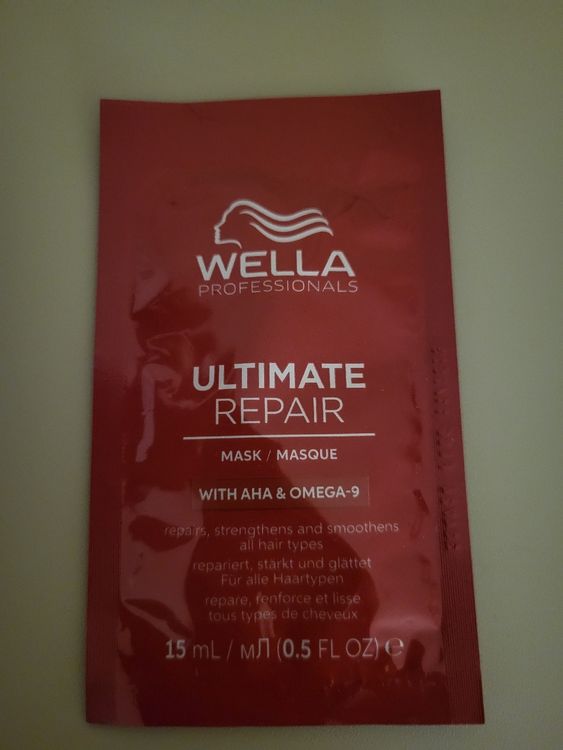 WELLA
PROFESSIONALS
ULTIMATE
REPAIR
MASK / MASQUE
WITH AHA & OMEGA-9
repairs, strengthens and smoothens
all hair types
repariert, stärkt und glättet
Für alle Haartypen
repare, renforce et lisse
tous types de cheveux
15 mL / мЛ (0.5 FL OZ) ℮